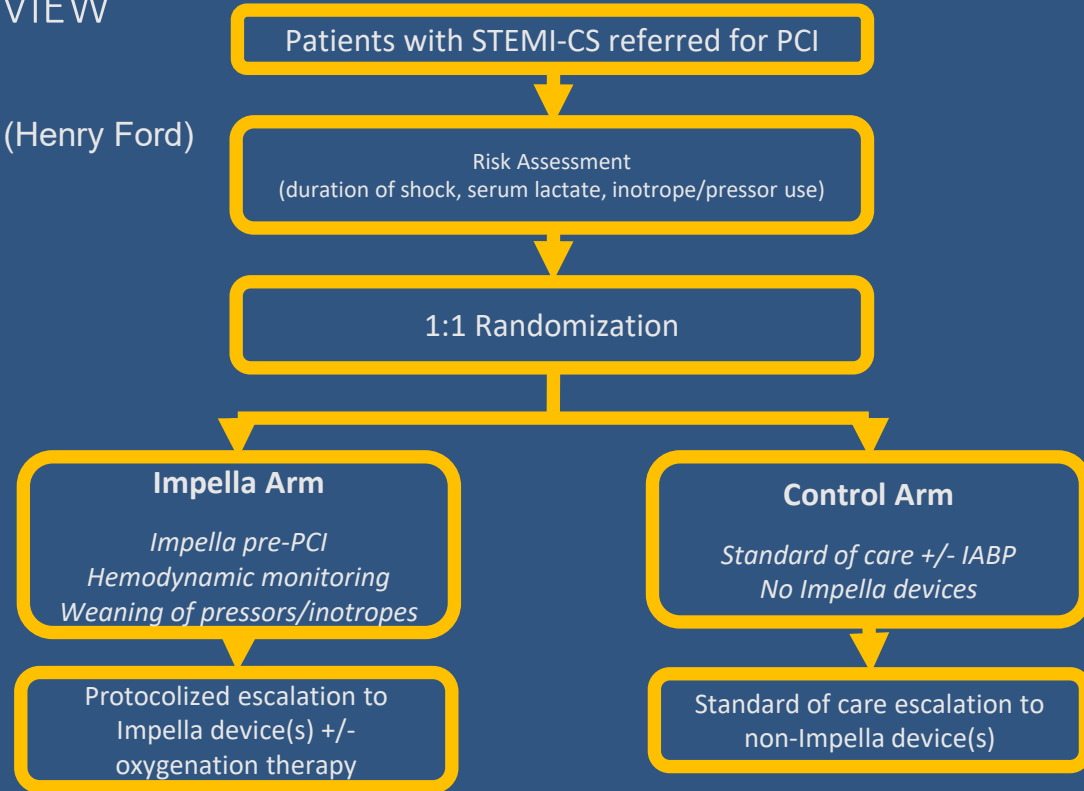 VIEW
Patients with STEMI-CS referred for PCI
(Henry Ford)
Risk Assessment
(duration of shock, serum lactate, inotrope/pressor use)
1:1 Randomization
Impella Arm
Impella pre-PCI
Hemodynamic monitoring
Weaning of pressors/inotropes
Control Arm
Standard of care +/- IABP
No Impella devices
Protocolized escalation to
Impella device(s) +/-
oxygenation therapy
Standard of care escalation to
non-Impella device(s)